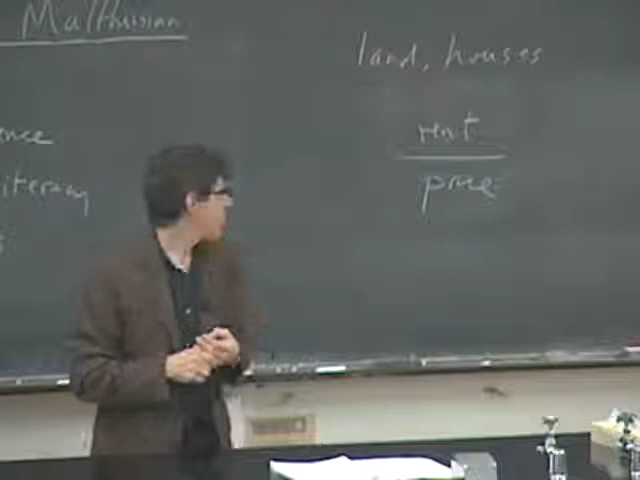 Malthusian
land, houses
rent
price
ence
iteracy
s